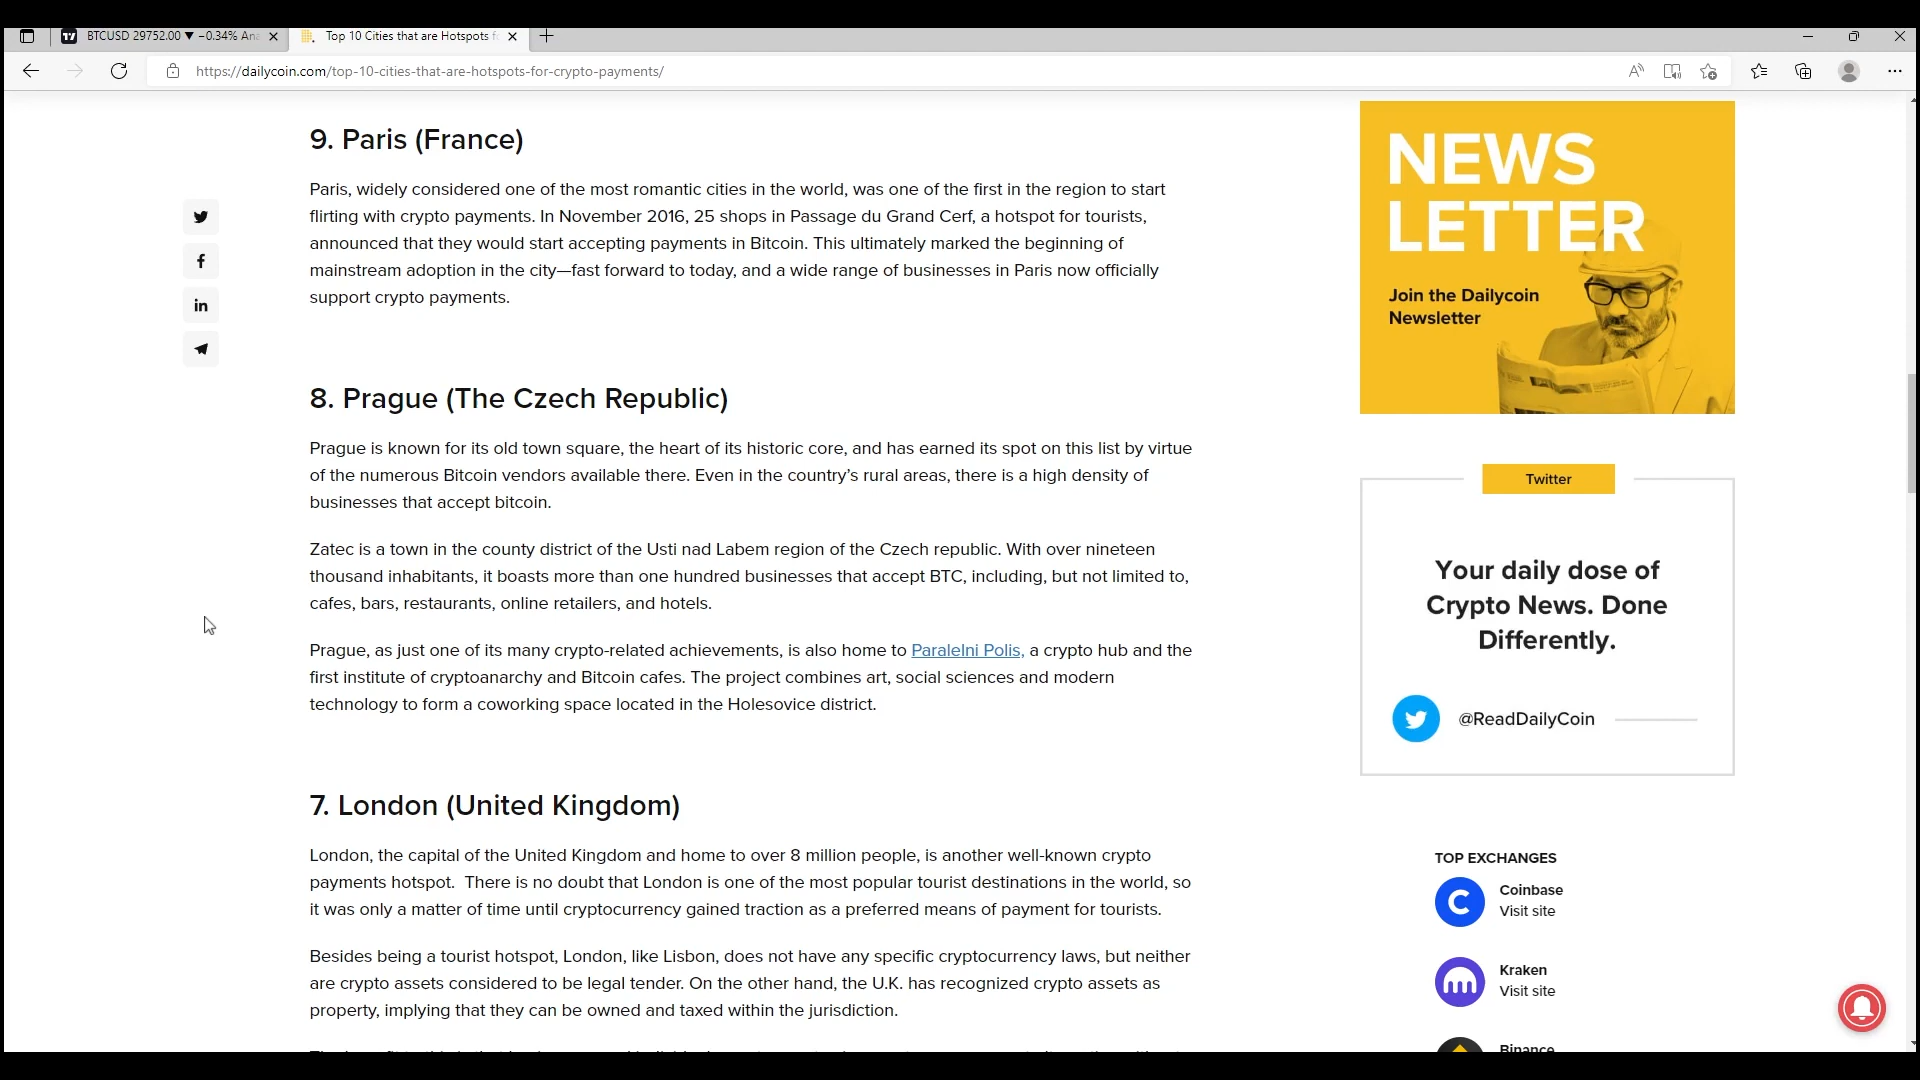 BTCUSD 29752.00 ▼ −0.34% Ana
Top 10 Cities that are Hotspots f
https://dailycoin.com/top-10-cities-that-are-hotspots-for-crypto-payments/
9. Paris (France)
Paris, widely considered one of the most romantic cities in the world, was one of the first in the region to start
flirting with crypto payments. In November 2016, 25 shops in Passage du Grand Cerf, a hotspot for tourists,
announced that they would start accepting payments in Bitcoin. This ultimately marked the beginning of
mainstream adoption in the city—fast forward to today, and a wide range of businesses in Paris now officially
support crypto payments.
8. Prague (The Czech Republic)
Prague is known for its old town square, the heart of its historic core, and has earned its spot on this list by virtue
of the numerous Bitcoin vendors available there. Even in the country’s rural areas, there is a high density of
businesses that accept bitcoin.
Zatec is a town in the county district of the Usti nad Labem region of the Czech republic. With over nineteen
thousand inhabitants, it boasts more than one hundred businesses that accept BTC, including, but not limited to,
cafes, bars, restaurants, online retailers, and hotels.
Prague, as just one of its many crypto-related achievements, is also home to Paralelni Polis, a crypto hub and the
first institute of cryptoanarchy and Bitcoin cafes. The project combines art, social sciences and modern
technology to form a coworking space located in the Holesovice district.
7. London (United Kingdom)
London, the capital of the United Kingdom and home to over 8 million people, is another well-known crypto
payments hotspot.  There is no doubt that London is one of the most popular tourist destinations in the world, so
it was only a matter of time until cryptocurrency gained traction as a preferred means of payment for tourists.
Besides being a tourist hotspot, London, like Lisbon, does not have any specific cryptocurrency laws, but neither
are crypto assets considered to be legal tender. On the other hand, the U.K. has recognized crypto assets as
property, implying that they can be owned and taxed within the jurisdiction.
NEWS
LETTER
Join the Dailycoin
Newsletter
Twitter
Your daily dose of
Crypto News. Done
Differently.
@ReadDailyCoin
TOP EXCHANGES
Coinbase
Visit site
Kraken
Visit site
Binance